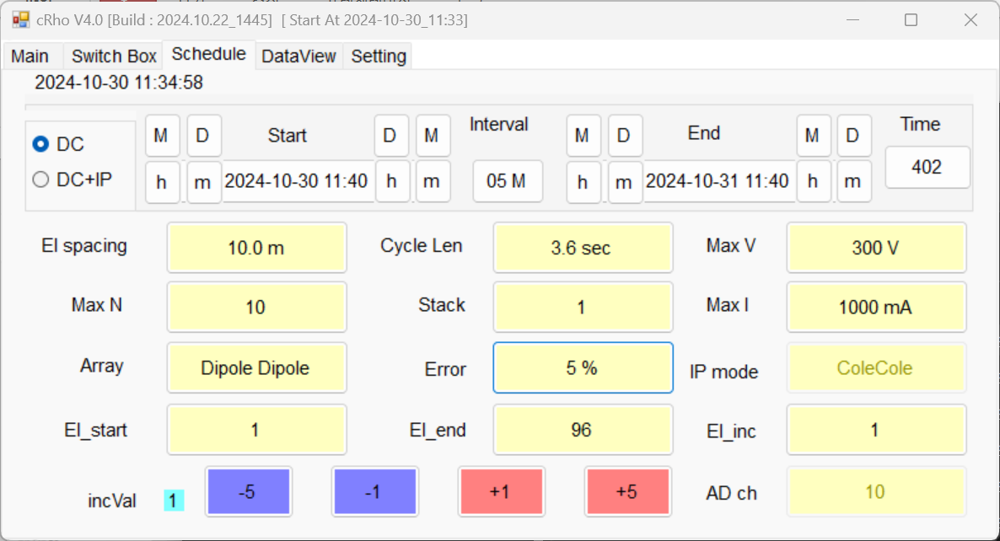 cRho V4.0 [Build : 2024.10.22_1445]  [ Start At 2024-10-30_11:33]
Main Switch Box Schedule DataView Setting
2024-10-30 11:34:58
DC
DC+IP
M D Start D M
h m 2024-10-30 11:40 h m
Interval
05 M
M D End M D
h m 2024-10-31 11:40 h m
Time
402
El spacing 10.0 m Cycle Len 3.6 sec Max V 300 V
Max N 10 Stack 1 Max I 1000 mA
Array Dipole Dipole Error 5 % IP mode ColeCole
El_start 1 El_end 96 El_inc 1
incVal 1 -5 -1 +1 +5 AD ch 10